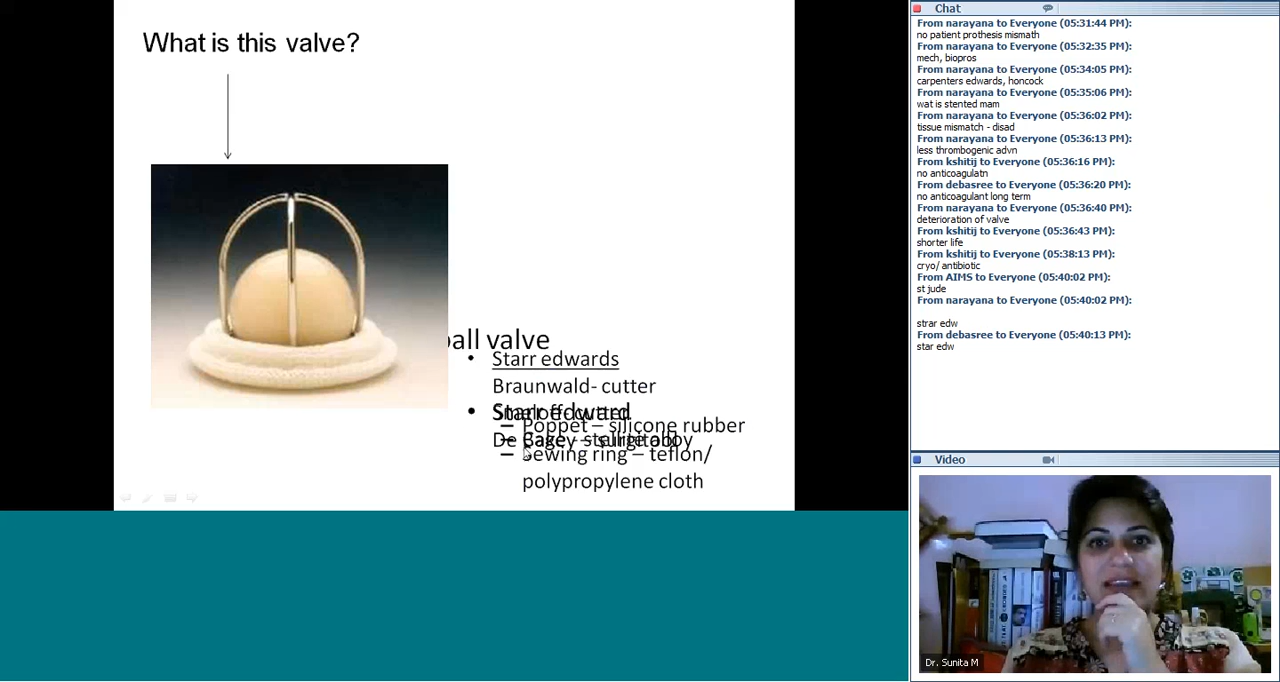 What is this valve?
ball valve
• Starr edwards
Braunwald- cutter
• Starr edward
Smeloff- cutter
– Poppet – silicone rubber
De Bakey – surgitool
– Cage – stellite alloy
– Sewing ring – teflon/
polypropylene cloth
Chat
From narayana to Everyone (05:31:44 PM):
no patient prothesis mismath
From narayana to Everyone (05:32:35 PM):
mech, biopros
From narayana to Everyone (05:34:05 PM):
carpenters edwards, honcock
From narayana to Everyone (05:35:06 PM):
wat is stented mam
From narayana to Everyone (05:36:02 PM):
tissue mismatch - disad
From narayana to Everyone (05:36:13 PM):
less thrombogenic advn
From kshitij to Everyone (05:36:16 PM):
no anticoagulatn
From debasree to Everyone (05:36:20 PM):
no anticoagulant long term
From narayana to Everyone (05:36:40 PM):
deterioration of valve
From kshitij to Everyone (05:36:43 PM):
shorter life
From kshitij to Everyone (05:38:13 PM):
cryo/ antibiotic
From AIMS to Everyone (05:40:02 PM):
st jude
From narayana to Everyone (05:40:02 PM):
strar edw
From debasree to Everyone (05:40:13 PM):
star edw
Video
Dr. Sunita M